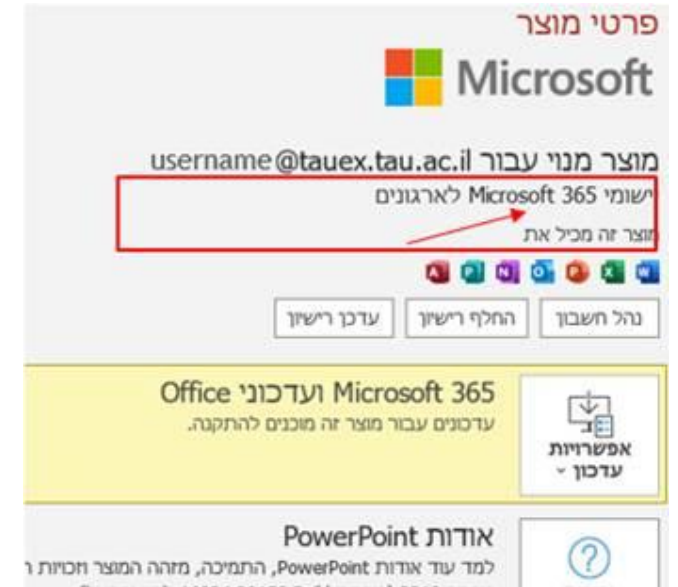 פרטי מוצר
Microsoft
מוצר מנוי עבור username@tauex.tau.ac.il
ישומי Microsoft 365 לארגונים
מוצר זה מכיל את
נהל חשבון
החלף רישיון
עדכן רישיון
Microsoft 365 ועדכוני Office
עדכונים עבור מוצר זה מוכנים להתקנה.
אפשרויות
עדכון
אודות PowerPoint
למד עוד אודות PowerPoint, התמיכה, מזהה המוצר וזכויות